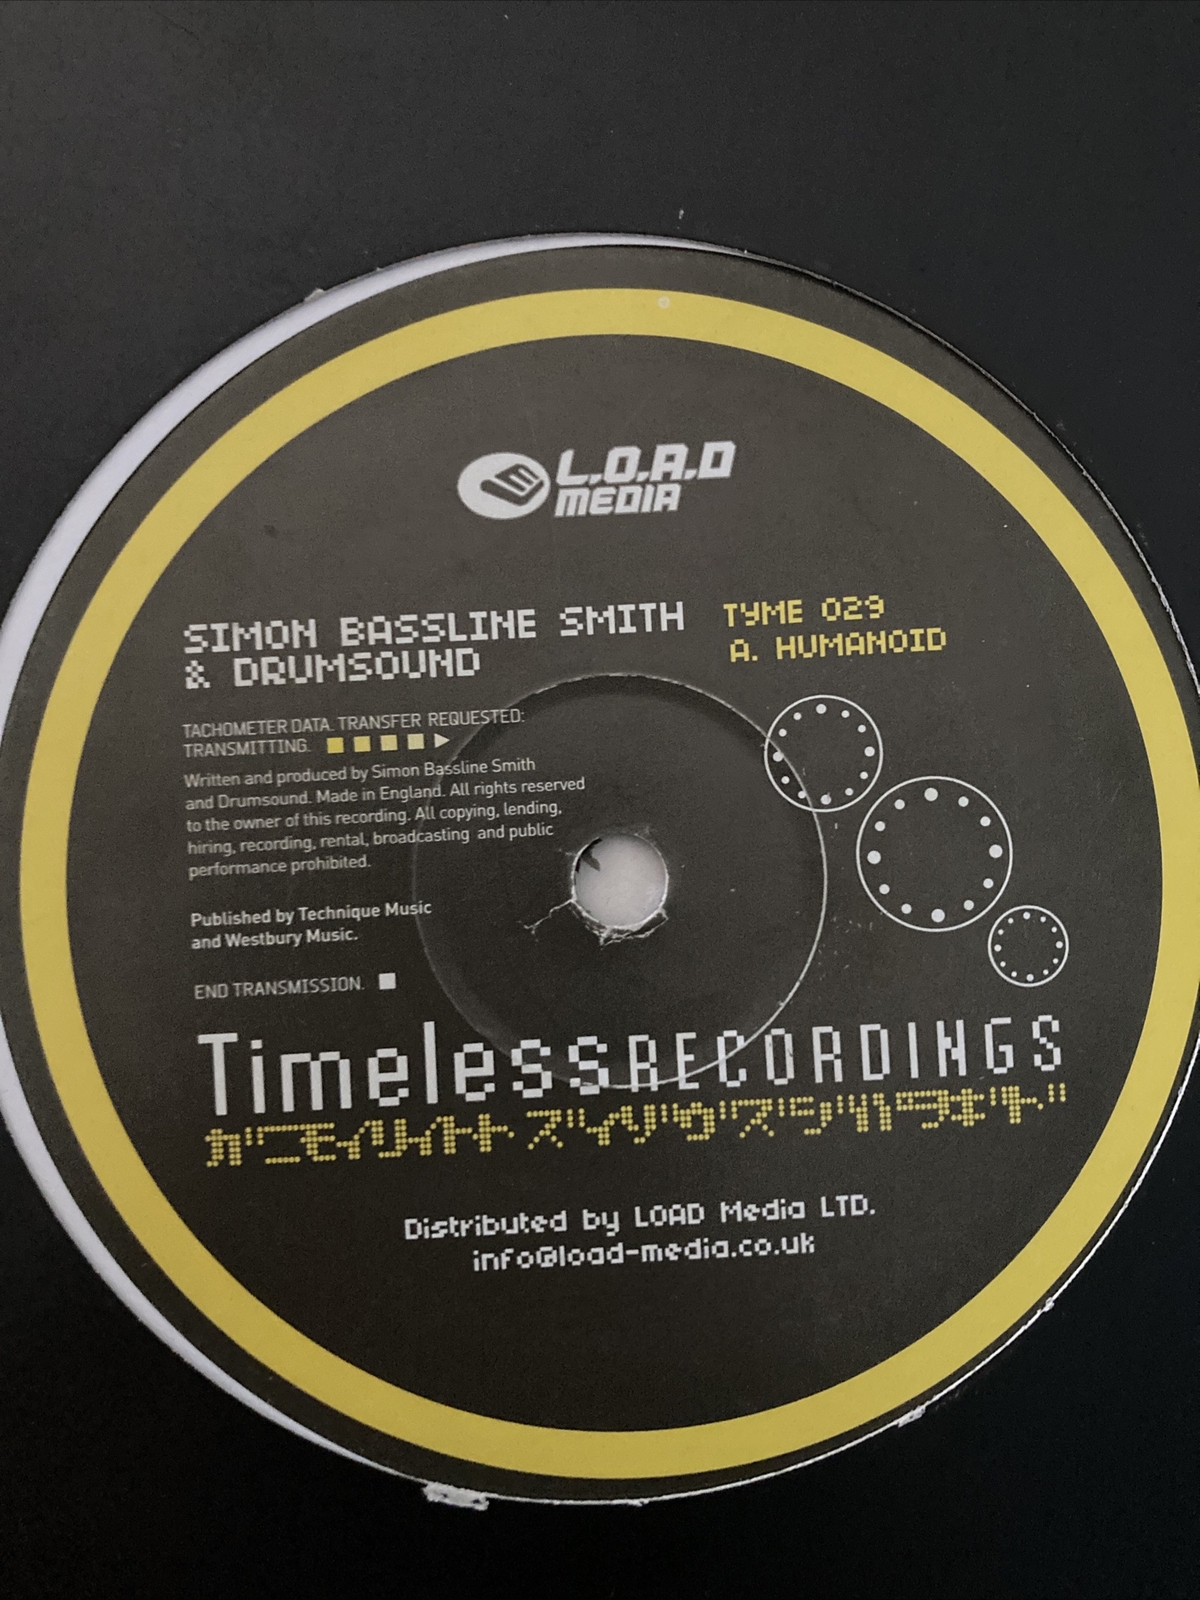 L.O.A.D
MEDIA
SIMON BASSLINE SMITH
& DRUMSOUND
TYME 029
A. HUMANOID
TACHOMETER DATA. TRANSFER REQUESTED:
TRANSMITTING.
Written and produced by Simon Bassline Smith
and Drumsound. Made in England. All rights reserved
to the owner of this recording. All copying, lending,
hiring, recording, rental, broadcasting and public
performance prohibited.
Published by Technique Music
and Westbury Music.
END TRANSMISSION.
TimelessRECORDINGS
Distributed by LOAD Media LTD.
info@load-media.co.uk